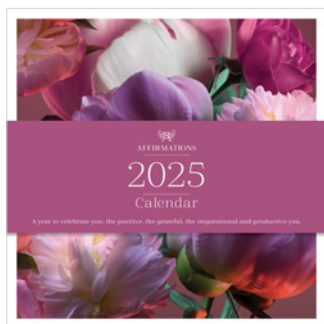 AFFIRMATIONS
2025
Calendar
A year to celebrate you: the positive, the grateful, the inspirational and productive you.